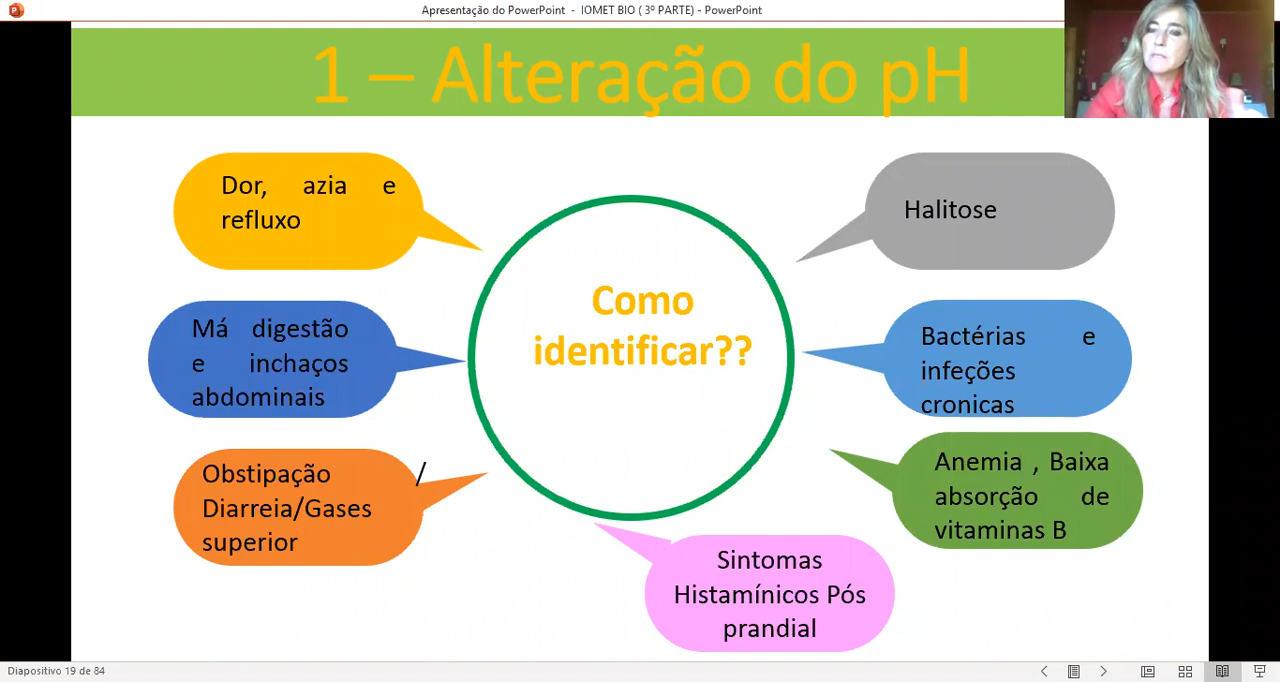 Apresentação do PowerPoint - IOMET BIO ( 3º PARTE) - PowerPoint
1 – Alteração do pH
Dor, azia e
refluxo
Halitose
Como
identificar??
Má digestão
e inchaços
abdominais
Bactérias e
infeções
cronicas
Obstipação /
Diarreia/Gases
superior
Anemia , Baixa
absorção de
vitaminas B
Sintomas
Histamínicos Pós
prandial
Diapositivo 19 de 84